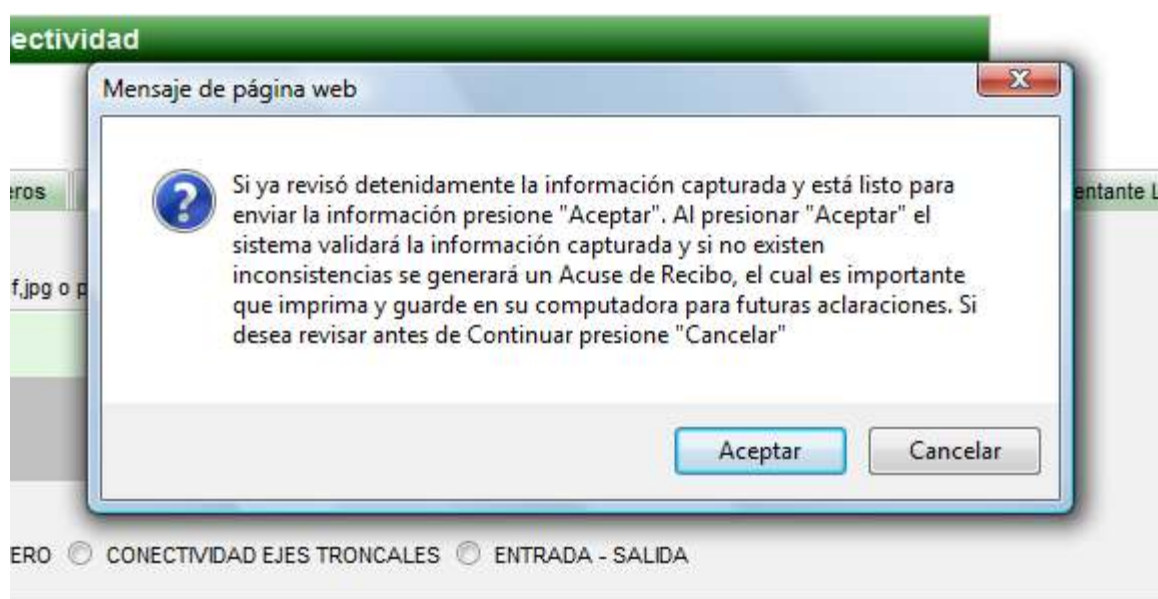 ectividad
Mensaje de página web
X
eros
entante L
Si ya revisó detenidamente la información capturada y está listo para
enviar la información presione "Aceptar". Al presionar "Aceptar" el
sistema validará la información capturada y si no existen
inconsistencias se generará un Acuse de Recibo, el cual es importante
que imprima y guarde en su computadora para futuras aclaraciones. Si
desea revisar antes de Continuar presione "Cancelar"
f,jpg o p
Aceptar
Cancelar
ERO CONECTIVIDAD EJES TRONCALES ENTRADA - SALIDA